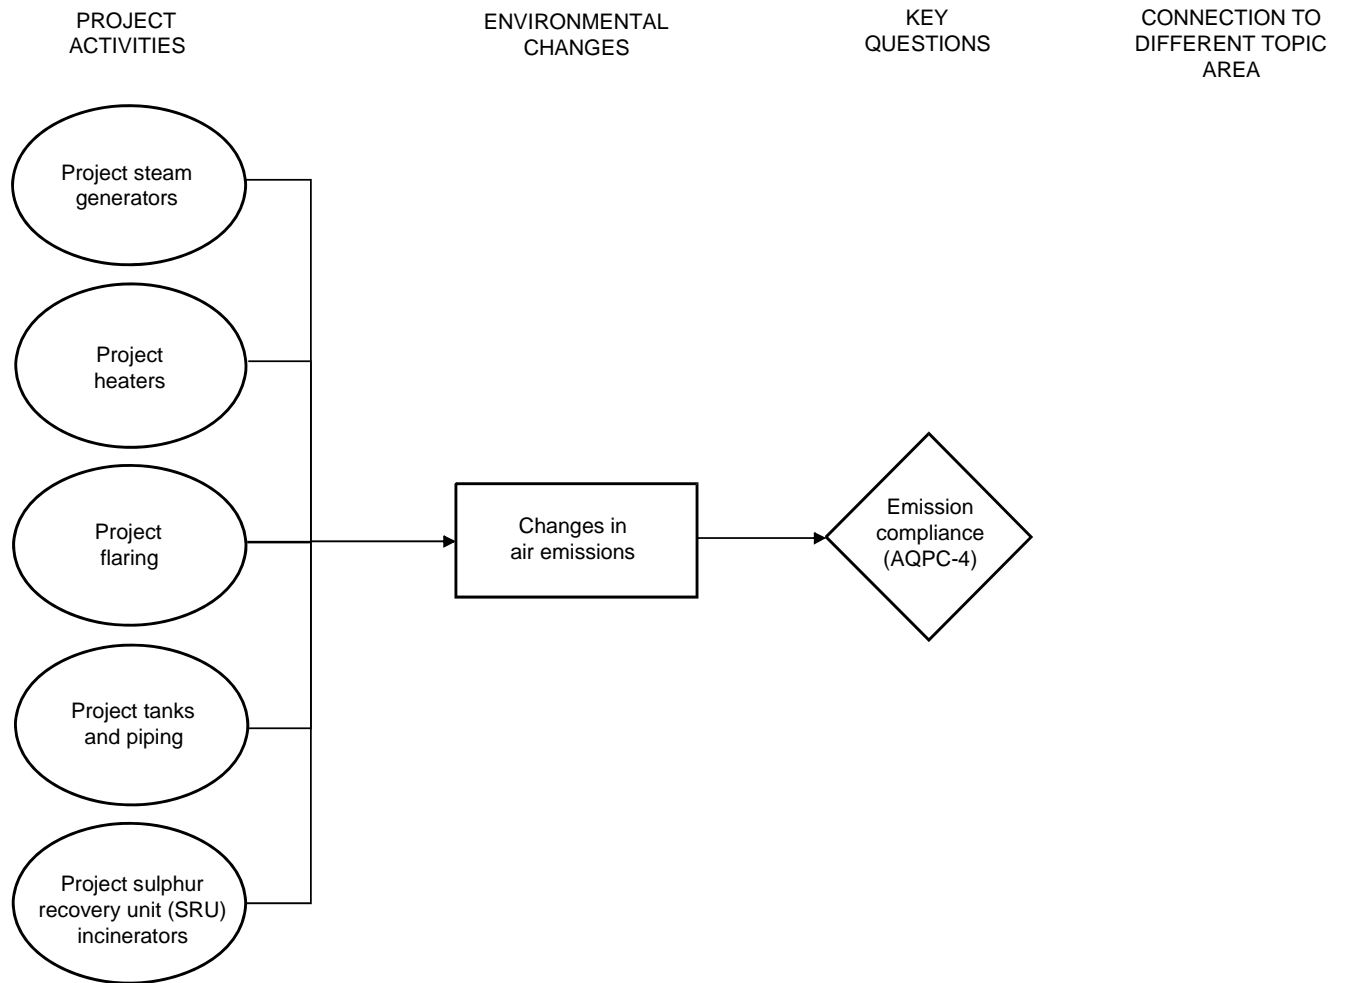 PROJECT
ACTIVITIES
ENVIRONMENTAL
CHANGES
KEY
QUESTIONS
CONNECTION TO
DIFFERENT TOPIC
AREA
Project steam
generators
Project
heaters
Project
flaring
Project tanks
and piping
Project sulphur
recovery unit (SRU)
incinerators
Changes in
air emissions
Emission
compliance
(AQPC-4)